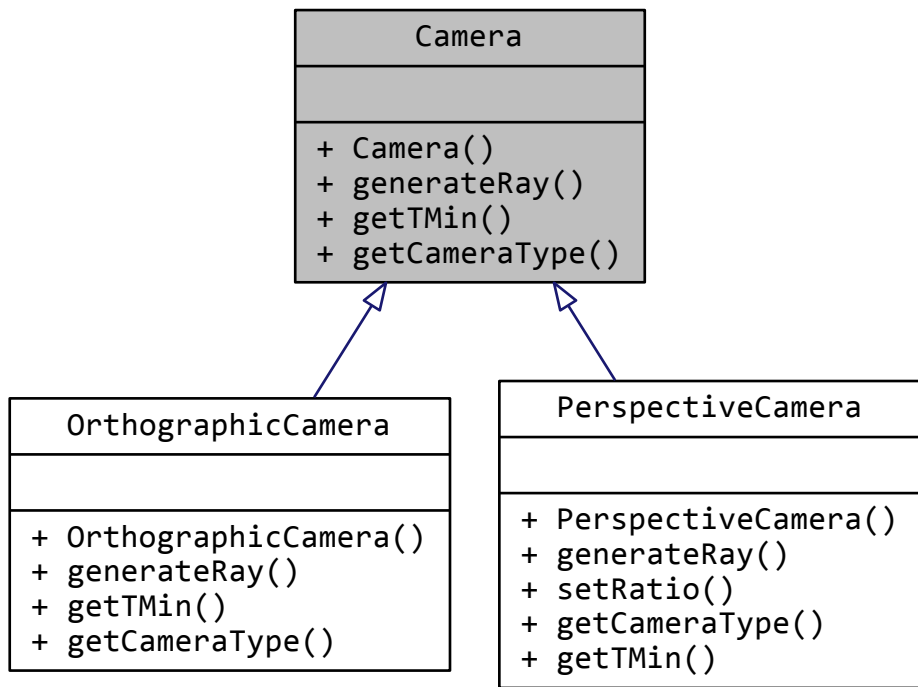 Camera
+ Camera()
+ generateRay()
+ getTMin()
+ getCameraType()
OrthographicCamera
+ OrthographicCamera()
+ generateRay()
+ getTMin()
+ getCameraType()
PerspectiveCamera
+ PerspectiveCamera()
+ generateRay()
+ setRatio()
+ getCameraType()
+ getTMin()